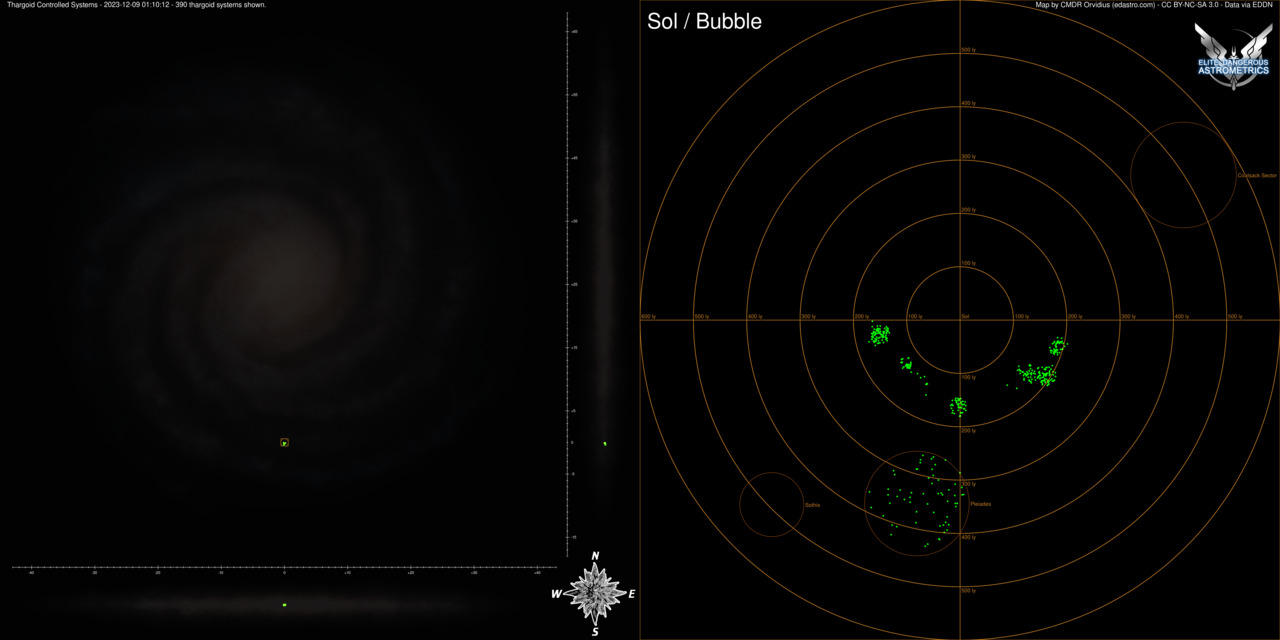 Thargoid Controlled Systems - 2023-12-09 01:10:12 - 390 thargoid systems shown.
Sol / Bubble
Map by CMDR Orvidius (edastro.com) - CC BY-NC-SA 3.0 - Data via EDDN
ELITE DANGEROUS
ASTROMETRICS
500 ly
400 ly
300 ly
200 ly
100 ly
Coalsack Sector
600 ly
500 ly
400 ly
300 ly
200 ly
100 ly
Sol
100 ly
200 ly
300 ly
400 ly
500 ly
100 ly
200 ly
300 ly
400 ly
500 ly
Sothis
Pleiades
N
W
E
S